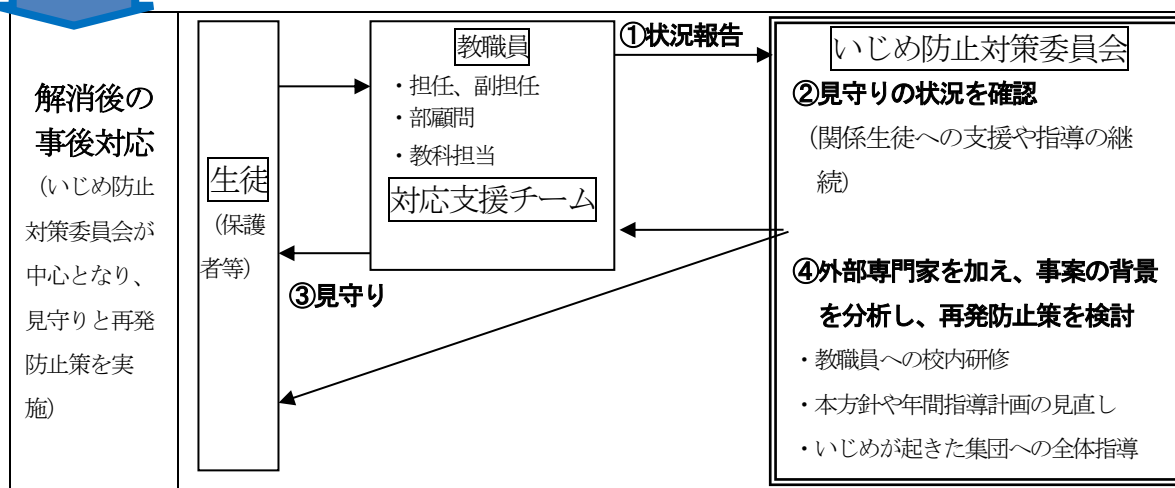 解消後の
事後対応
（いじめ防止
対策委員会が
中心となり、
見守りと再発
防止策を実
施）
生徒
（保護
者等）
教職員
・担任、副担任
・部顧問
・教科担当
対応支援チーム
③見守り
①状況報告
いじめ防止対策委員会
②見守りの状況を確認
（関係生徒への支援や指導の継
続）
④外部専門家を加え、事案の背景
を分析し、再発防止策を検討
・教職員への校内研修
・本方針や年間指導計画の見直し
・いじめが起きた集団への全体指導